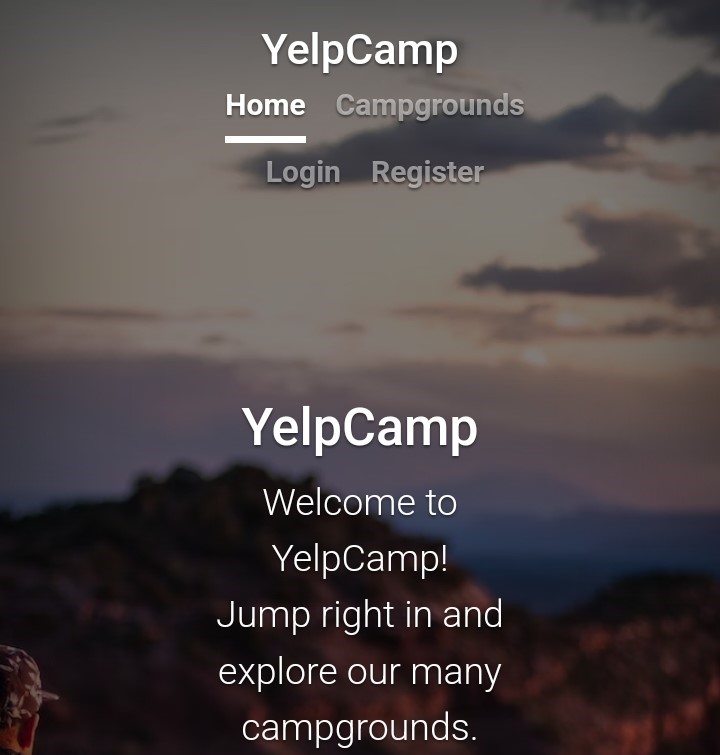 YelpCamp
Home Campgrounds
Login Register
YelpCamp
Welcome to
YelpCamp!
Jump right in and
explore our many
campgrounds.